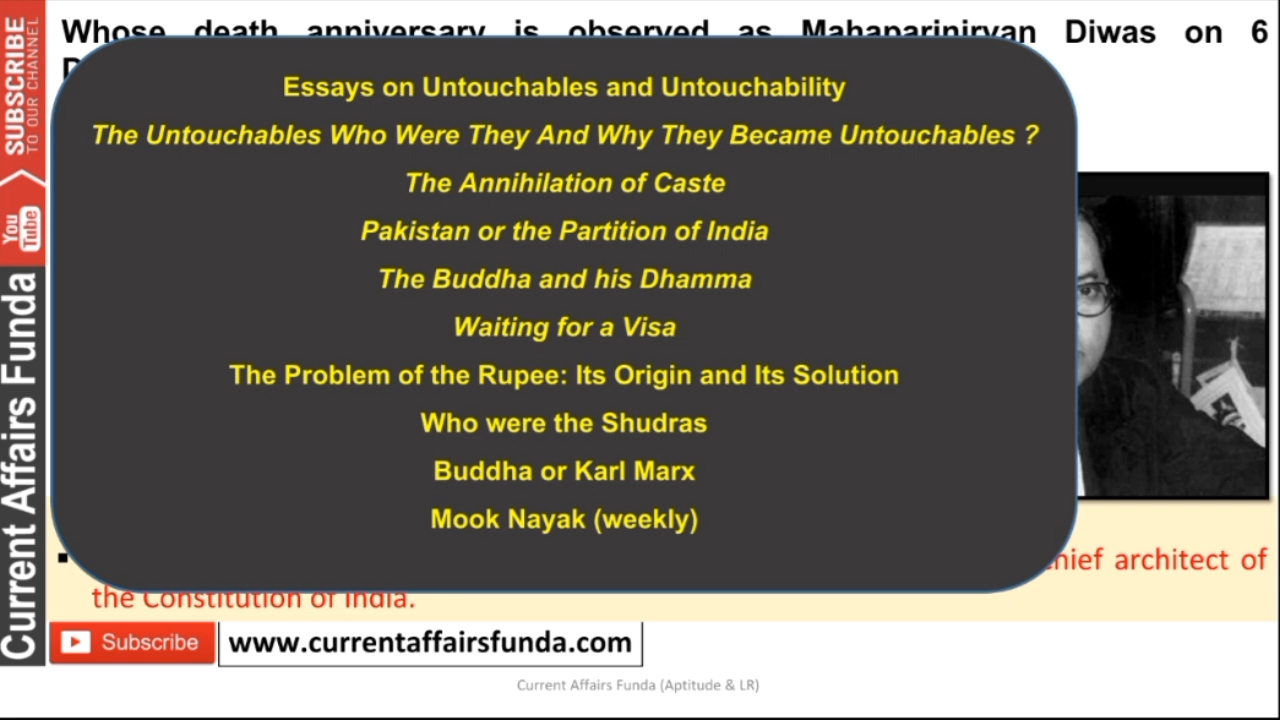 Whose death anniversary is observed as Mahaparinirvan Diwas on 6
Essays on Untouchables and Untouchability
The Untouchables Who Were They And Why They Became Untouchables ?
The Annihilation of Caste
Pakistan or the Partition of India
The Buddha and his Dhamma
Waiting for a Visa
The Problem of the Rupee: Its Origin and Its Solution
Who were the Shudras
Buddha or Karl Marx
Mook Nayak (weekly)
architect of
the Constitution of India.
Subscribe
www.currentaffairsfunda.com
Current Affairs Funda (Aptitude & LR)
SUBSCRIBE
TO OUR CHANNEL
You
Tube
Current Affairs Funda